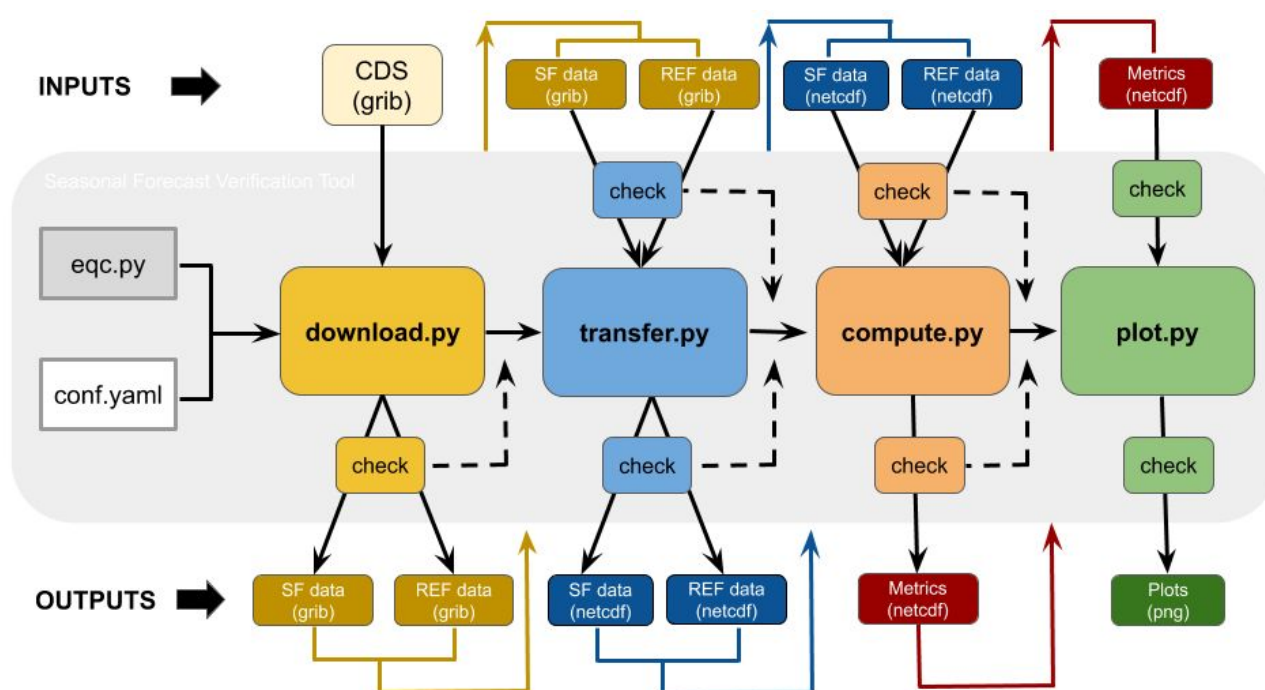 INPUTS
CDS
(grib)
SF data
(grib)
REF data
(grib)
SF data
(netcdf)
REF data
(netcdf)
Metrics
(netcdf)
Seasonal Forecast Verification Tool
check
check
check
eqc.py
conf.yaml
download.py
transfer.py
compute.py
plot.py
check
check
check
check
OUTPUTS
SF data
(grib)
REF data
(grib)
SF data
(netcdf)
REF data
(netcdf)
Metrics
(netcdf)
Plots
(png)